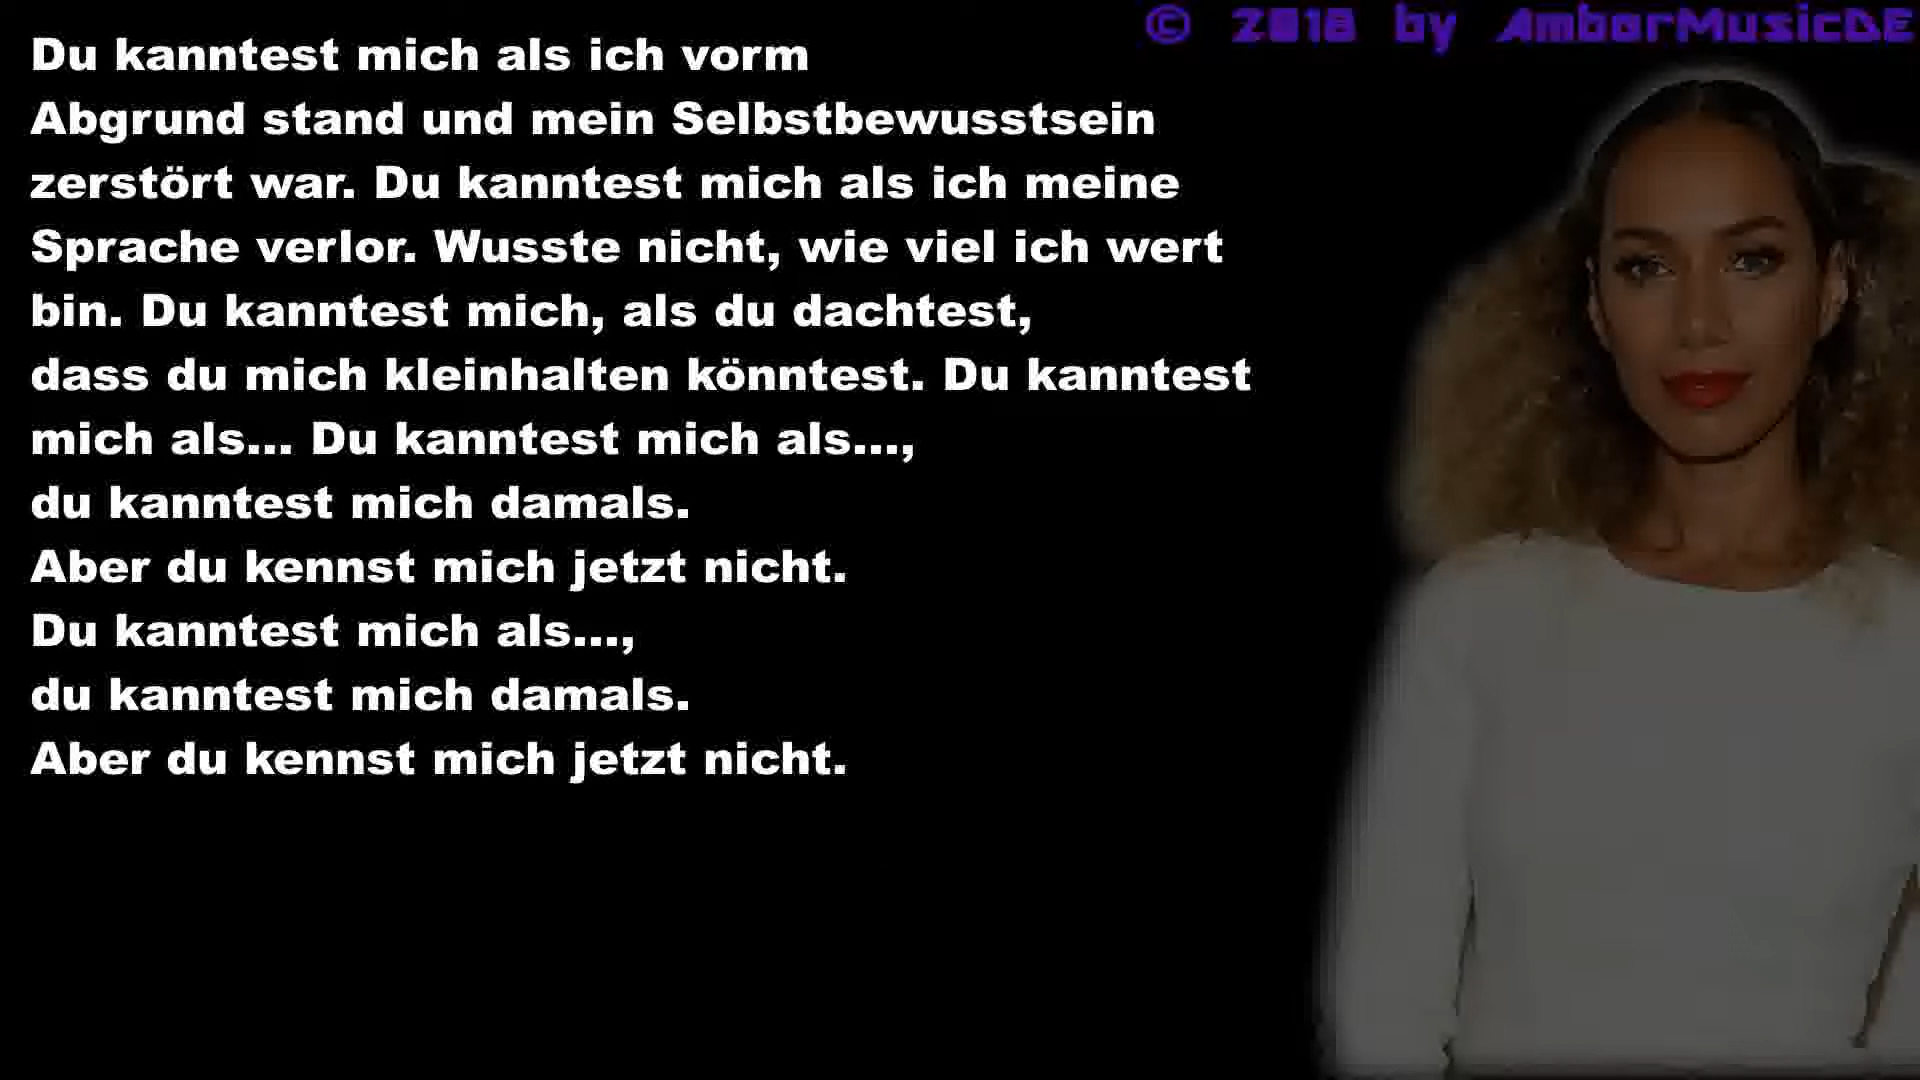 © 2018 by AmborMusicDE
Du kanntest mich als ich vorm
Abgrund stand und mein Selbstbewusstsein
zerstört war. Du kanntest mich als ich meine
Sprache verlor. Wusste nicht, wie viel ich wert
bin. Du kanntest mich, als du dachtest,
dass du mich kleinhalten könntest. Du kanntest
mich als... Du kanntest mich als...,
du kanntest mich damals.
Aber du kennst mich jetzt nicht.
Du kanntest mich als...,
du kanntest mich damals.
Aber du kennst mich jetzt nicht.